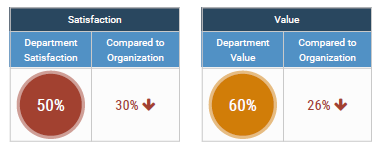 Satisfaction
Department Satisfaction
Compared to Organization
50%
30%
Value
Department Value
Compared to Organization
60%
26%